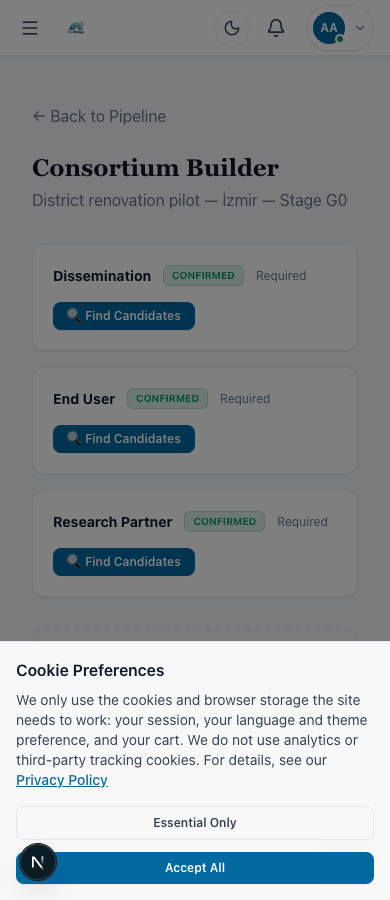 AA
← Back to Pipeline
Consortium Builder
District renovation pilot — İzmir — Stage G0
Dissemination CONFIRMED Required
🔍 Find Candidates
End User CONFIRMED Required
🔍 Find Candidates
Research Partner CONFIRMED Required
🔍 Find Candidates
Cookie Preferences
We only use the cookies and browser storage the site
needs to work: your session, your language and theme
preference, and your cart. We do not use analytics or
third-party tracking cookies. For details, see our
Privacy Policy
Essential Only
N
Accept All